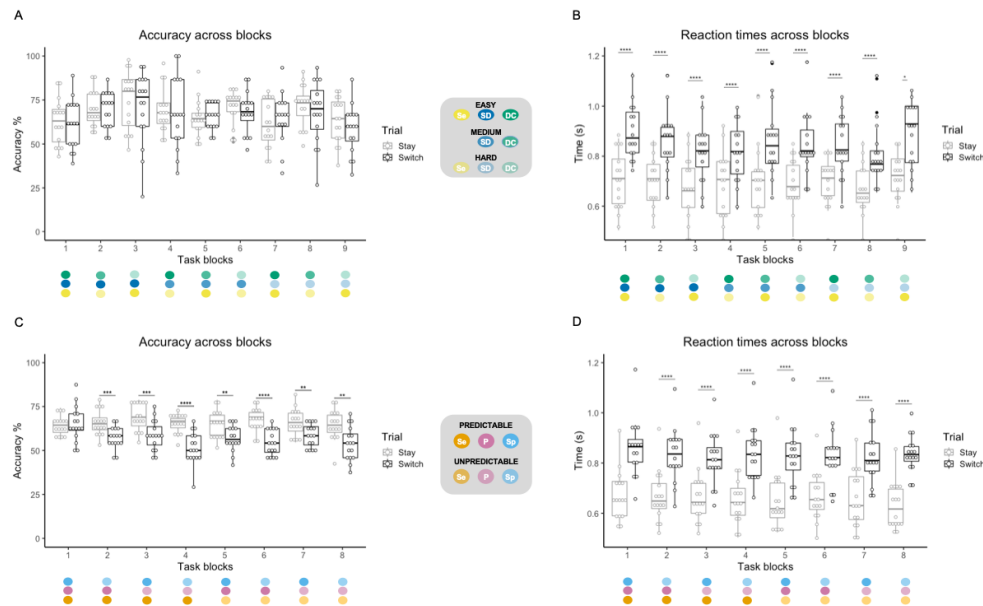 A
Accuracy across blocks
Accuracy %
100
75
50
25
0
****
1 2 3 4 5 6 7 8 9
Task blocks
Trial
Stay
Switch
EASY
Se SD DC
MEDIUM
SD DC
HARD
Se SD DC
B
Reaction times across blocks
Time (s)
1.2
1.0
0.8
0.6
**** **** **** **** **** **** **** **** *
1 2 3 4 5 6 7 8 9
Task blocks
Trial
Stay
Switch
C
Accuracy across blocks
Accuracy %
100
75
50
25
0
*** *** **** ** **** ** **
1 2 3 4 5 6 7 8
Task blocks
Trial
Stay
Switch
PREDICTABLE
Se P Sp
UNPREDICTABLE
Se P Sp
D
Reaction times across blocks
Time (s)
1.2
1.0
0.8
0.6
**** **** **** **** **** **** ****
1 2 3 4 5 6 7 8
Task blocks
Trial
Stay
Switch